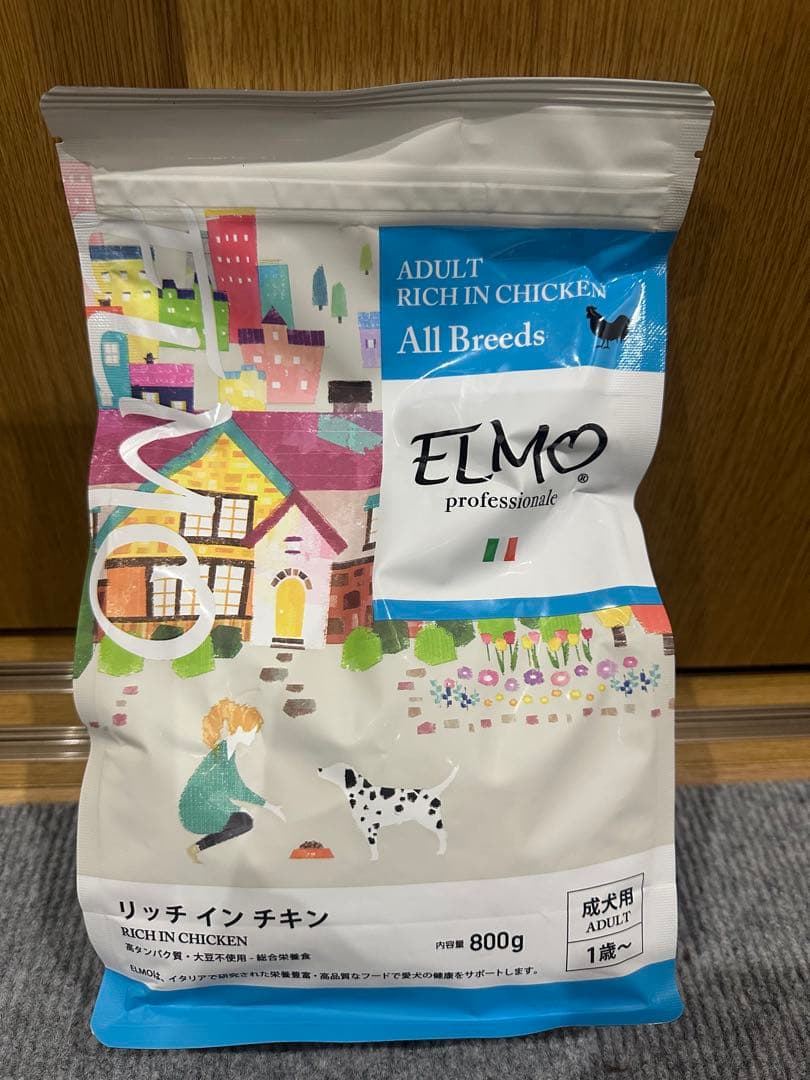 ELMO
ADULT
RICH IN CHICKEN
All Breeds
ELMO
®
professionale
リッチ イン チキン
RICH IN CHICKEN
高タンパク質・大豆不使用 - 総合栄養食
ELMOは、イタリアで研究された栄養豊富・高品質なフードで愛犬の健康をサポートします。
内容量 800g
成犬用
ADULT
1歳〜